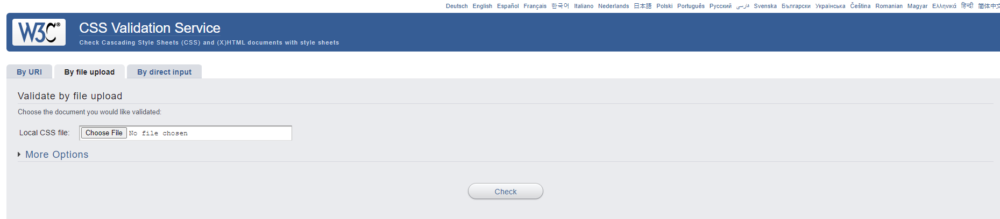 Deutsch English Español Français 한국어 Italiano Nederlands 日本語 Polski Português Русский فارسی Svenska Български Українська Čeština Romanian Magyar Ελληνικά हिन्दी 简体中文
W3C®
CSS Validation Service
Check Cascading Style Sheets (CSS) and (X)HTML documents with style sheets
By URI By file upload By direct input
Validate by file upload
Choose the document you would like validated:
Local CSS file: Choose File No file chosen
More Options
Check